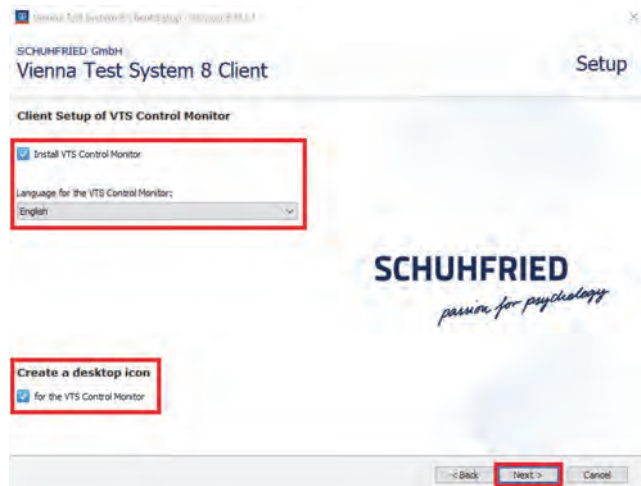 SCHUHFRIED GmbH
Vienna Test System 8 Client
Setup
Client Setup of VTS Control Monitor
Install VTS Control Monitor
Language for the VTS Control Monitor:
English
SCHUHFRIED
passion for psychology
Create a desktop icon
for the VTS Control Monitor
< Back
Next >
Cancel